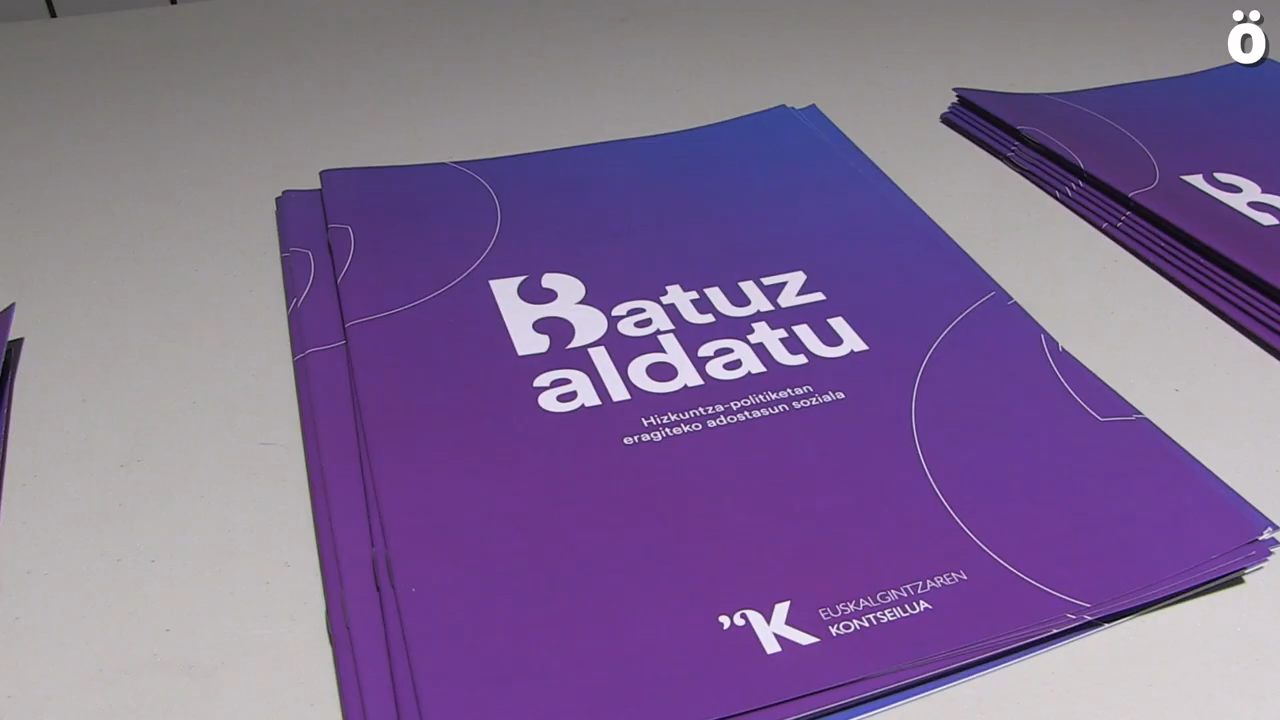 ö
Batuz
aldatu
Hizkuntza-politiketan
eragiteko adostasun soziala
'K EUSKALGINTZAREN
KONTSEILUA
B